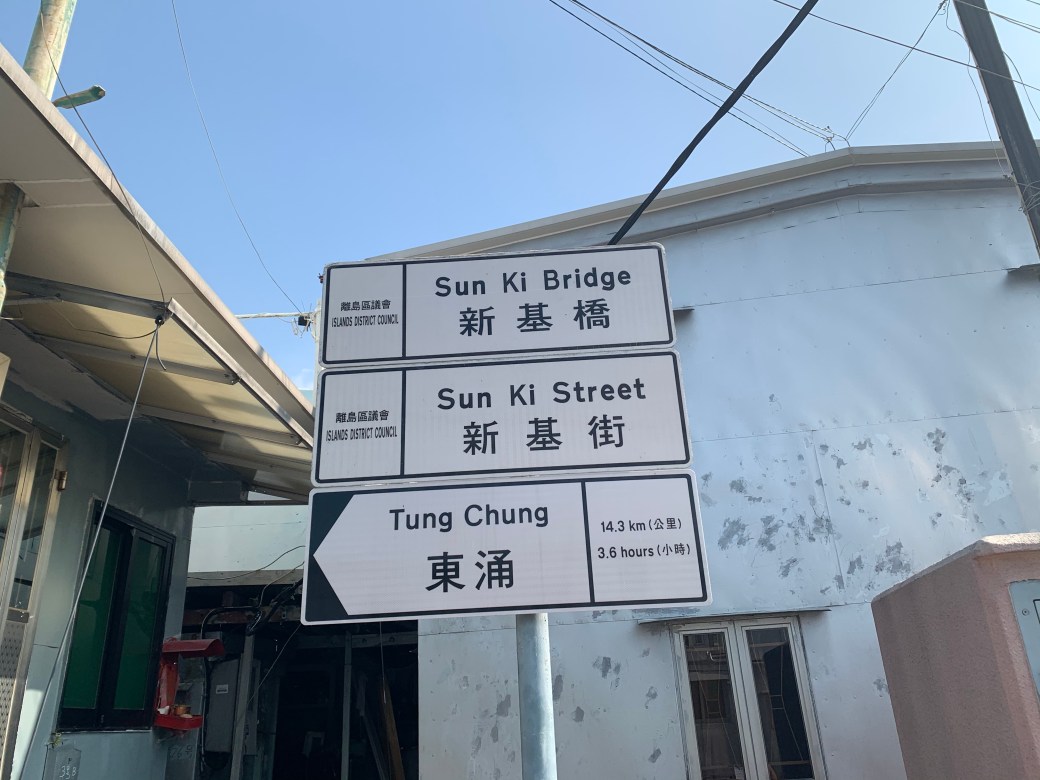 離島區議會
ISLANDS DISTRICT COUNCIL
Sun Ki Bridge
新基橋
離島區議會
ISLANDS DISTRICT COUNCIL
Sun Ki Street
新基街
Tung Chung
東涌
14.3 km (公里)
3.6 hours (小時)